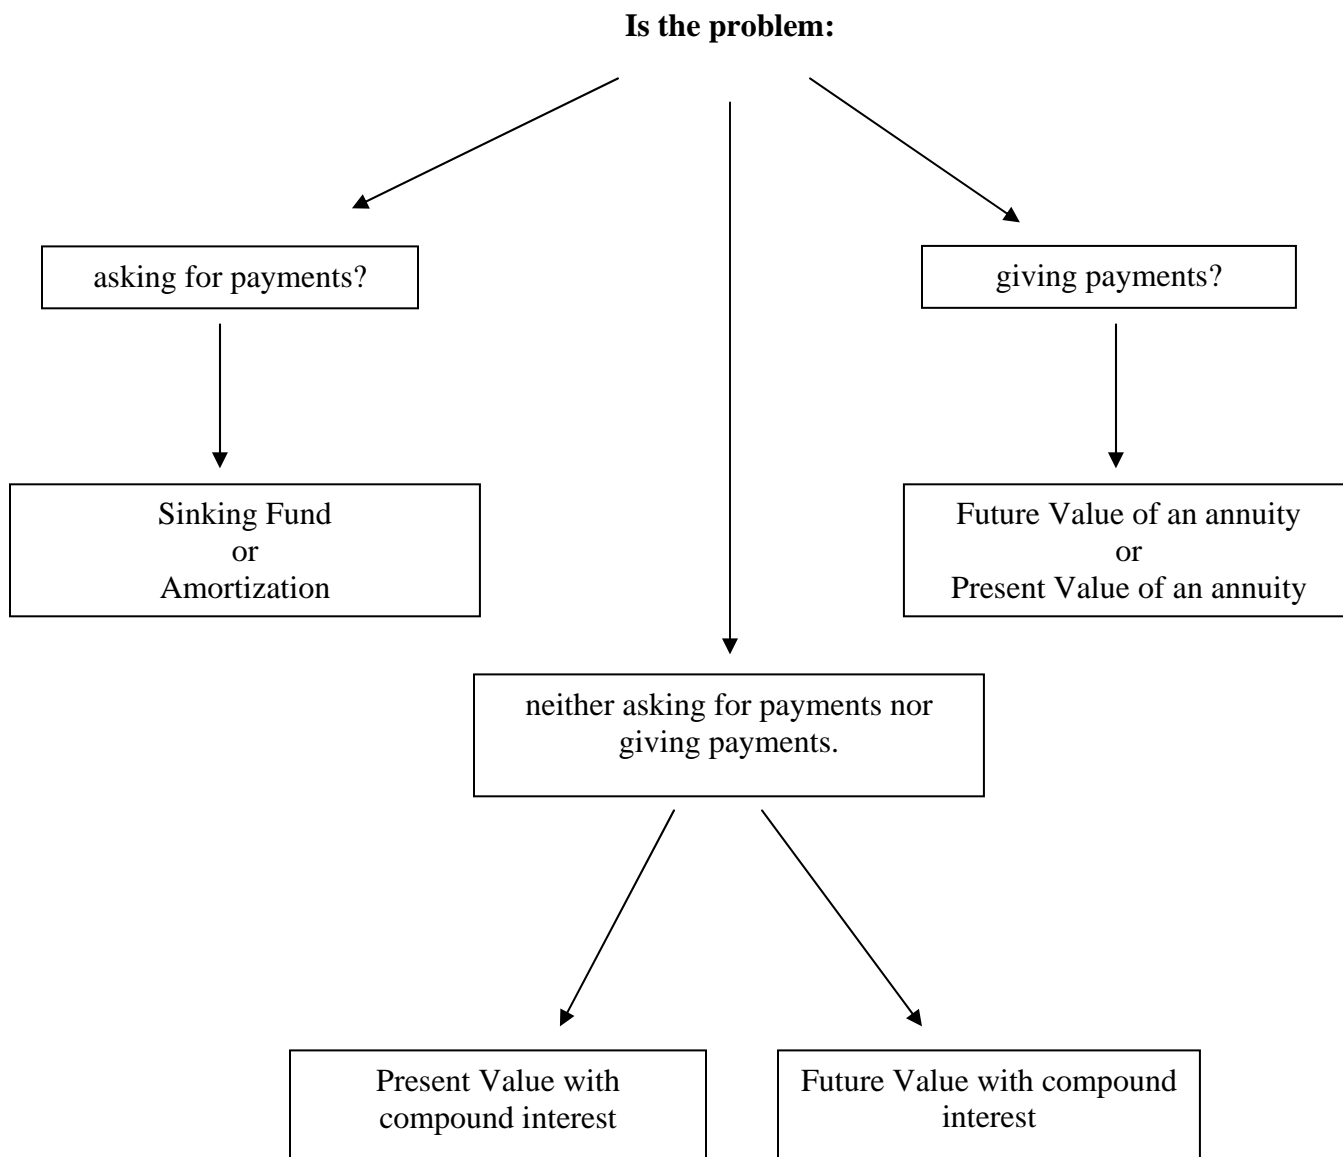 Is the problem:
asking for payments?
giving payments?
Sinking Fund
or
Amortization
Future Value of an annuity
or
Present Value of an annuity
neither asking for payments nor
giving payments.
Present Value with
compound interest
Future Value with compound
interest